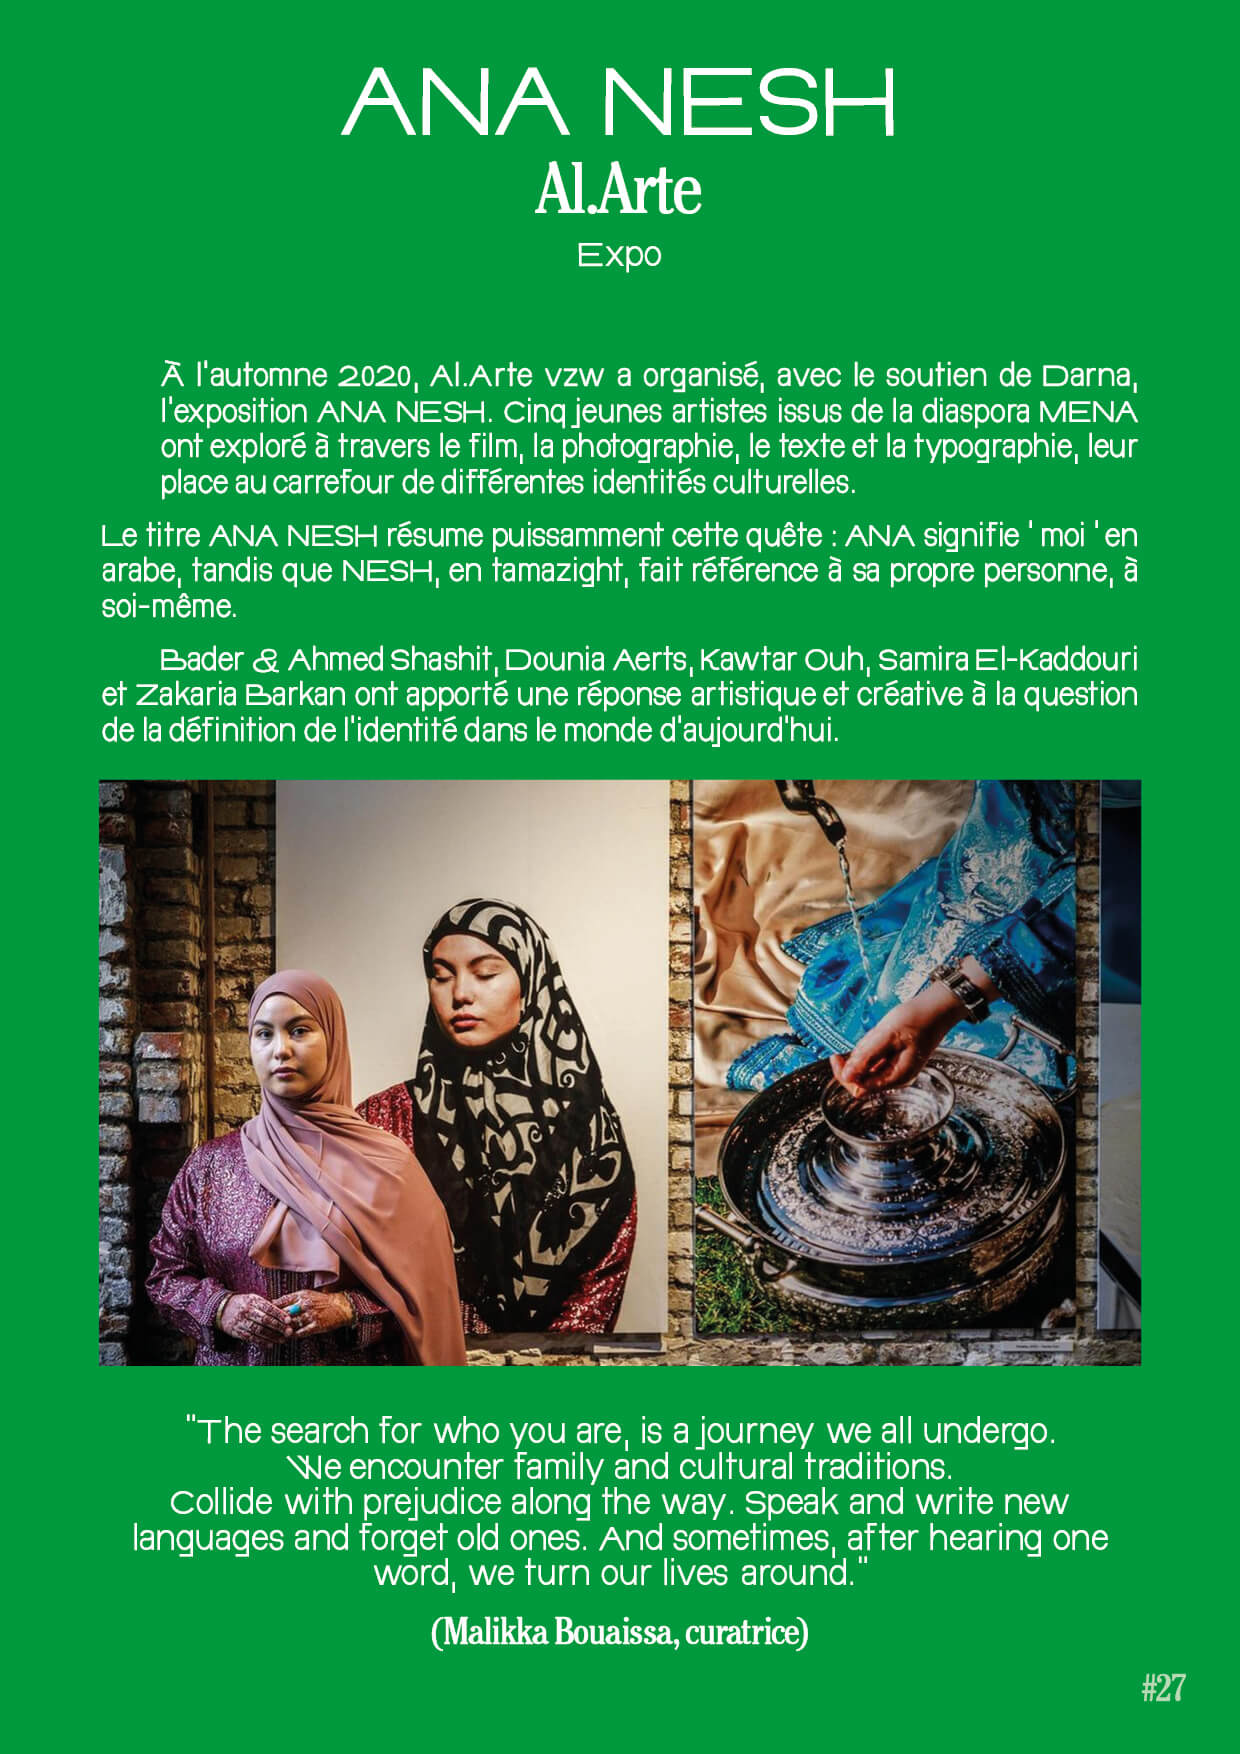 ANA NESH
Al.Arte
Expo
À l'automne 2020, Al.Arte vzw a organisé, avec le soutien de Darna,
l'exposition ANA NESH. Cinq jeunes artistes issus de la diaspora MENA
ont exploré à travers le film, la photographie, le texte et la typographie, leur
place au carrefour de différentes identités culturelles.
Le titre ANA NESH résume puissamment cette quête : ANA signifie ' moi ' en
arabe, tandis que NESH, en tamazight, fait référence à sa propre personne, à
soi-même.
Bader & Ahmed Shashit, Dounia Aerts, Kawtar Ouh, Samira El-Kaddouri
et Zakaria Barkan ont apporté une réponse artistique et créative à la question
de la définition de l'identité dans le monde d'aujourd'hui.
"The search for who you are, is a journey we all undergo.
We encounter family and cultural traditions.
Collide with prejudice along the way. Speak and write new
languages and forget old ones. And sometimes, after hearing one
word, we turn our lives around."
(Malikka Bouaissa, curatrice)
#27